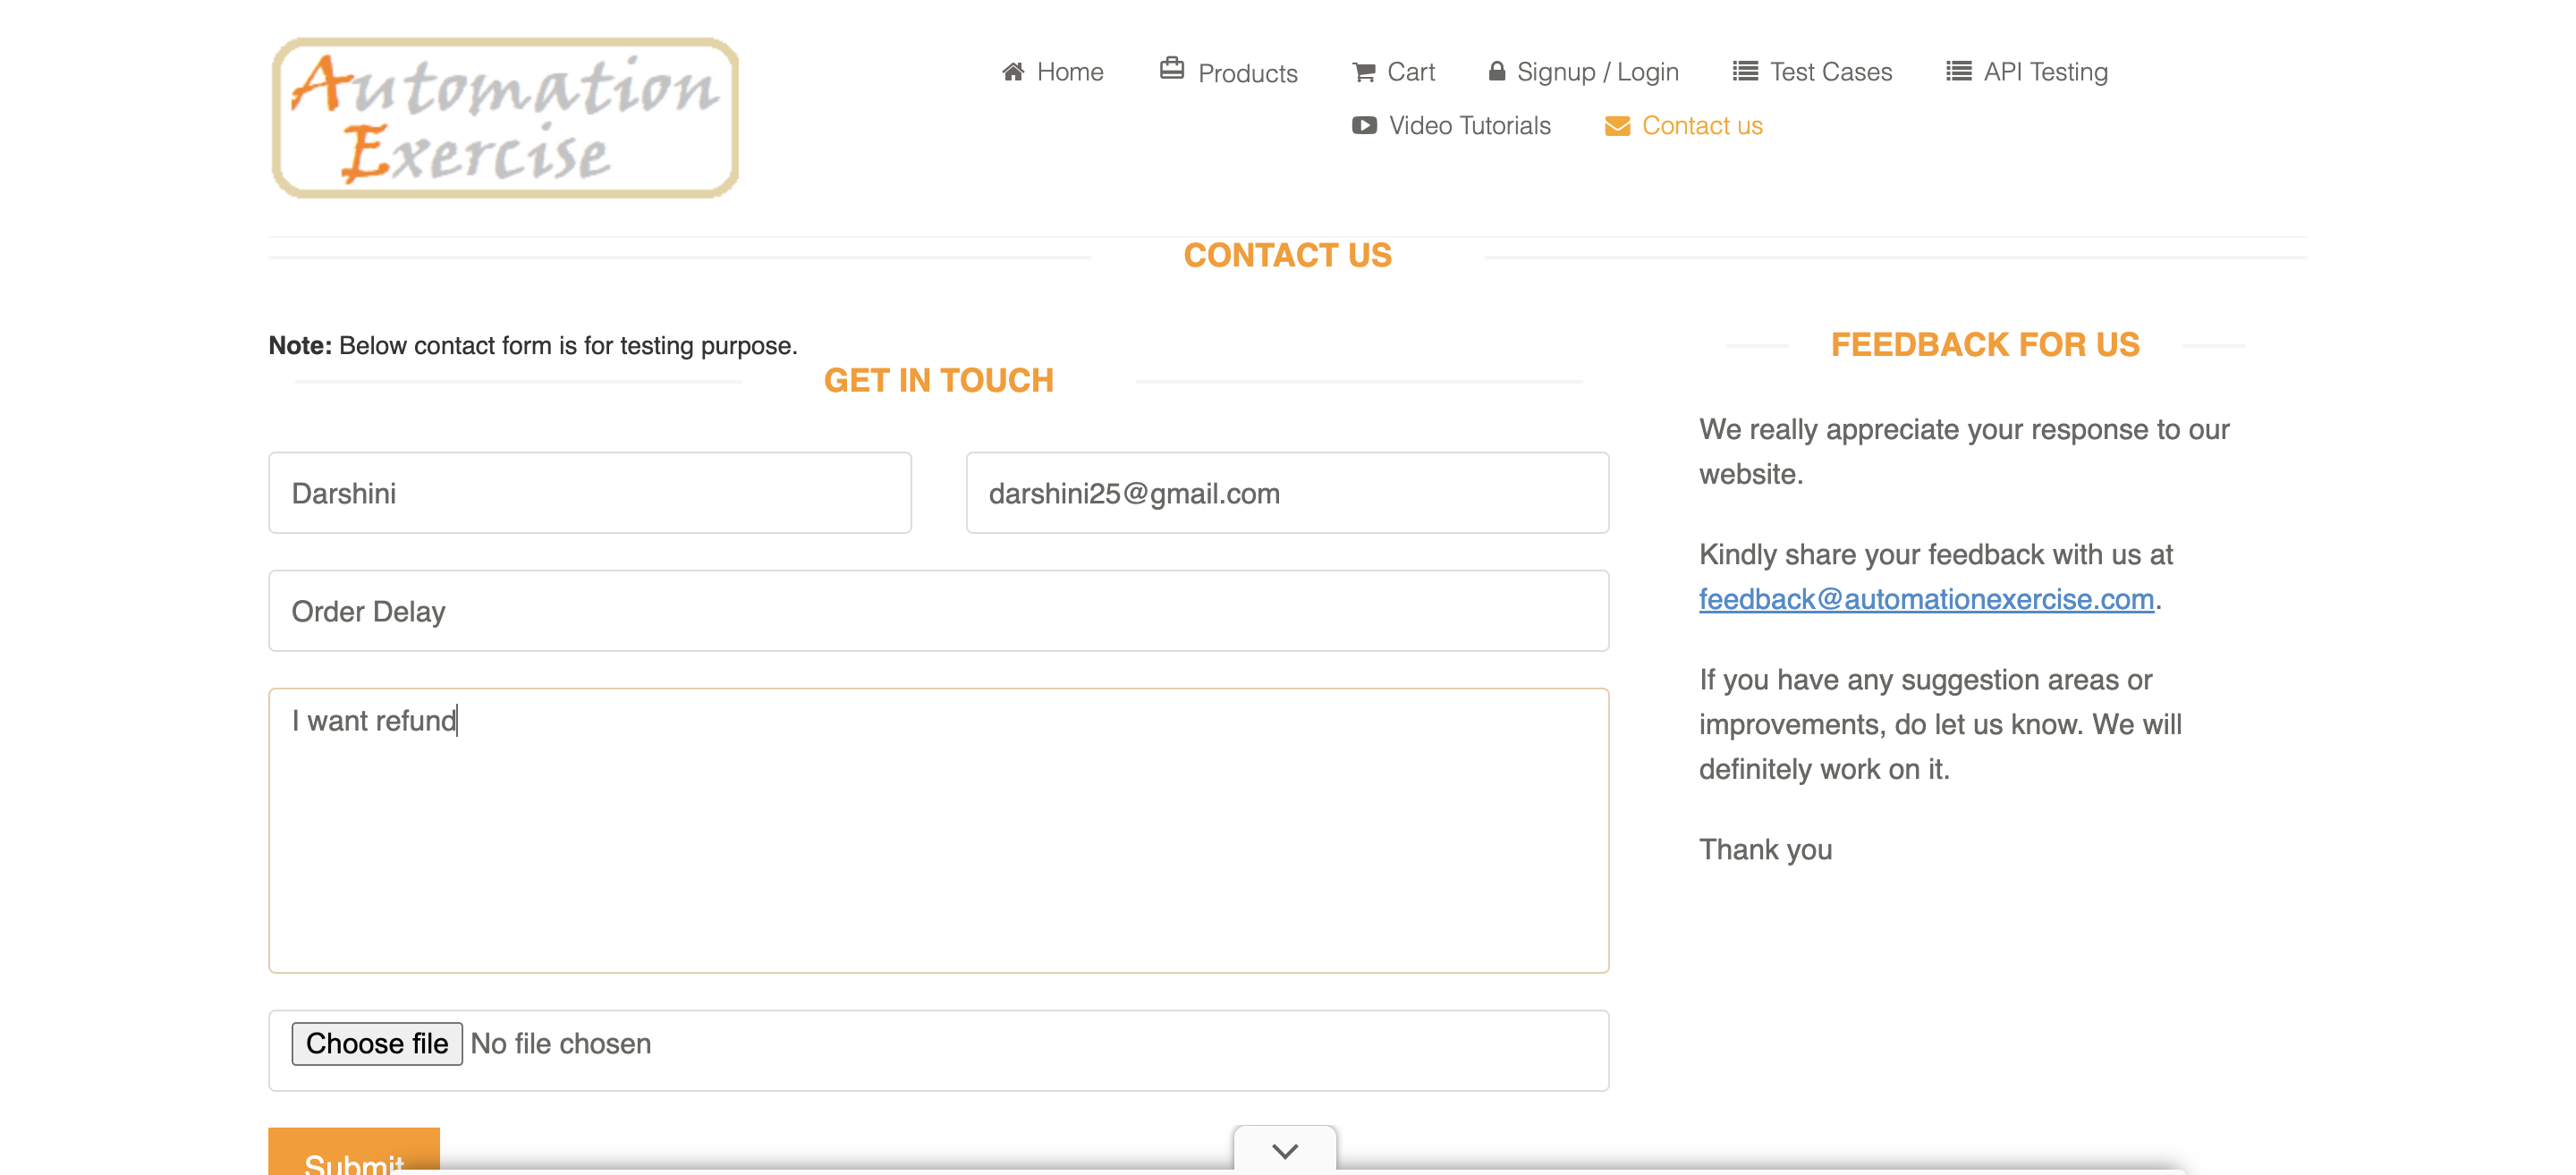 Automation
Exercise
Home
Products
Cart
Signup / Login
Test Cases
API Testing
Video Tutorials
Contact us
CONTACT US
Note: Below contact form is for testing purpose.
GET IN TOUCH
Darshini
darshini25@gmail.com
Order Delay
I want refund
Choose file No file chosen
Submit
FEEDBACK FOR US
We really appreciate your response to our
website.
Kindly share your feedback with us at
feedback@automationexercise.com.
If you have any suggestion areas or
improvements, do let us know. We will
definitely work on it.
Thank you